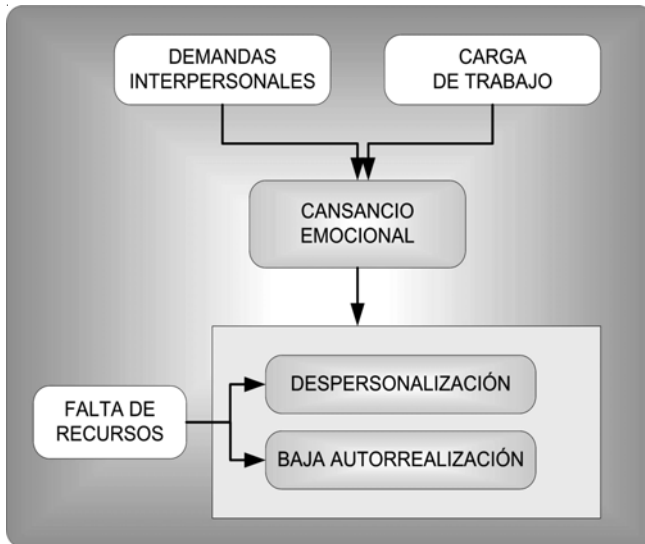 DEMANDAS
INTERPERSONALES
CARGA
DE TRABAJO
CANSANCIO
EMOCIONAL
DESPERSONALIZACIÓN
FALTA DE
RECURSOS
BAJA AUTORREALIZACIÓN